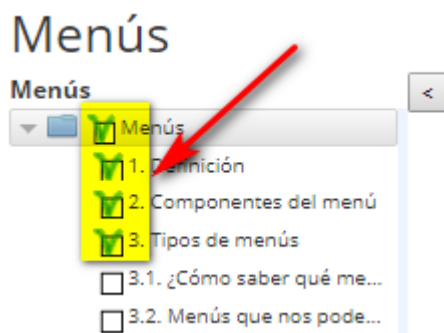 Menús
Menús
<
Menús
1. Definición
2. Componentes del menú
3. Tipos de menús
3.1. ¿Cómo saber qué me...
3.2. Menús que nos pode...